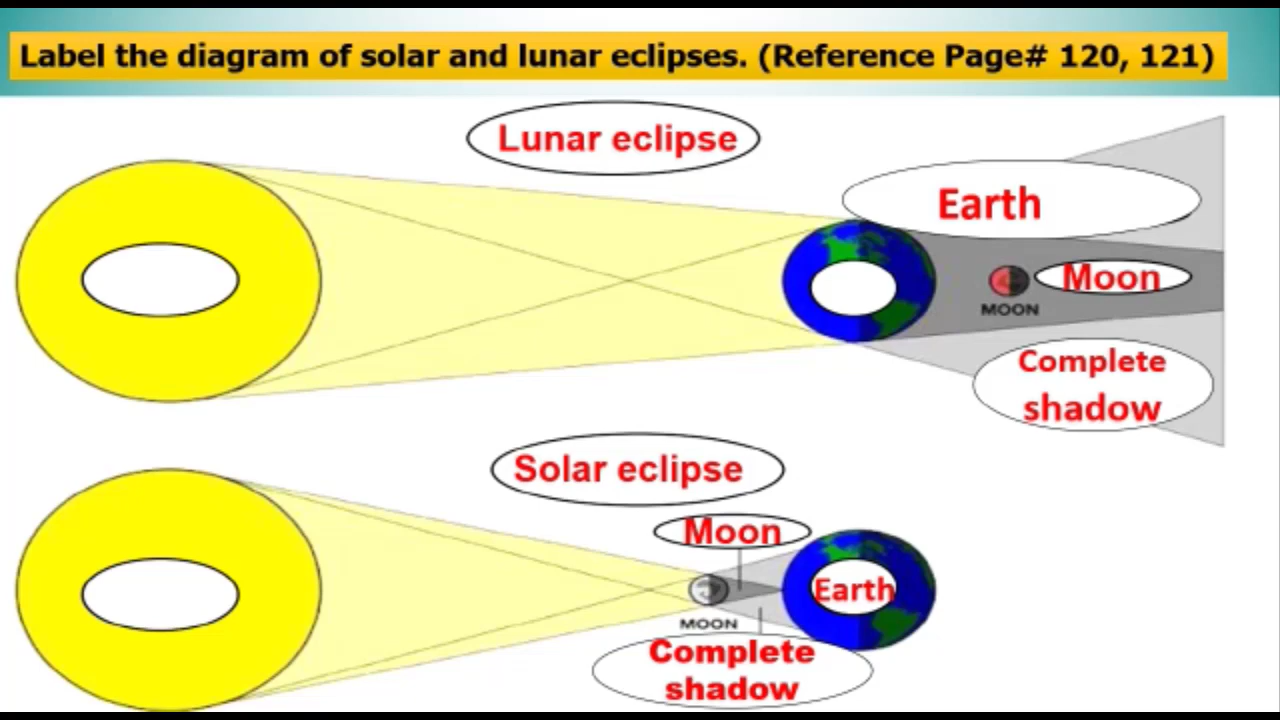 Label the diagram of solar and lunar eclipses. (Reference Page# 120, 121)
Lunar eclipse
Earth
Moon
MOON
Complete
shadow
Solar eclipse
Moon
Earth
MOON
Complete
shadow